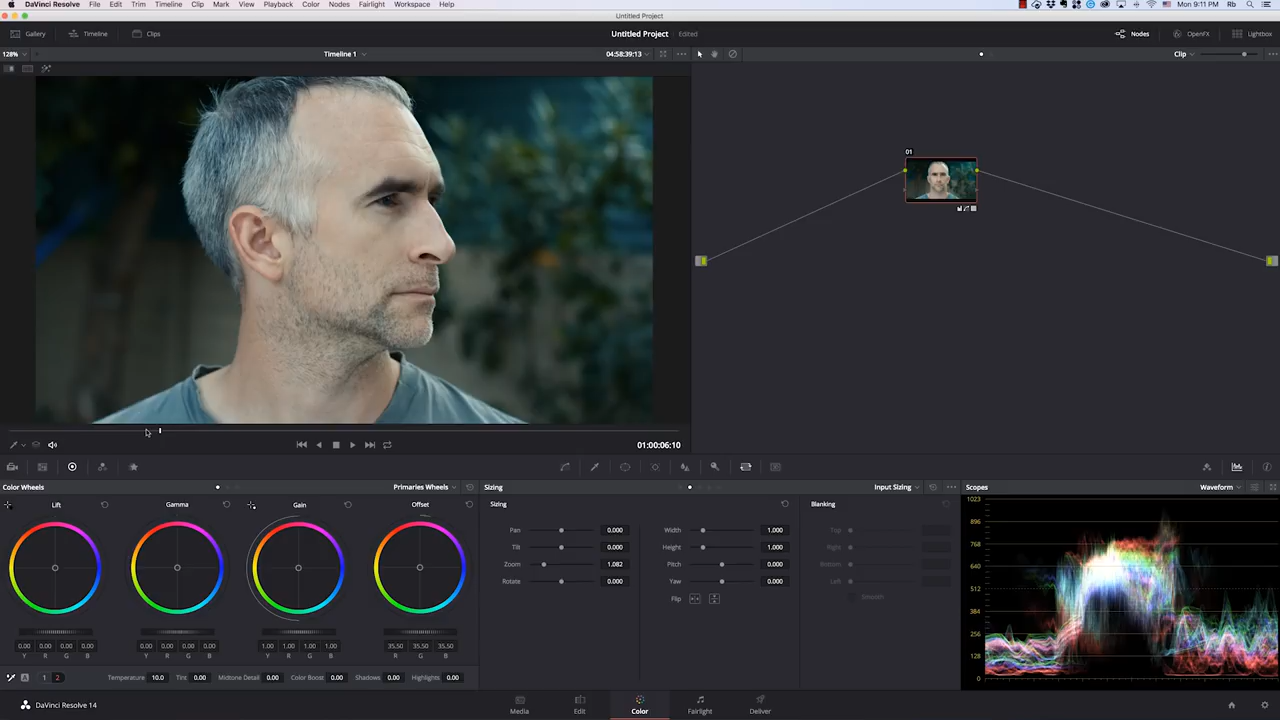 DaVinci Resolve File Edit Trim Timeline Clip Mark View Playback Color Nodes Fairlight Workspace Help Mon 9:11 PM Rb
Untitled Project
Gallery Timeline Clips Untitled Project Edited Nodes OpenFX Lightbox
128% Timeline 1 04:58:39:13 Clip
01
01:00:06:10
Color Wheels Primaries Wheels Sizing Input Sizing Scopes Waveform
Lift Gamma Gain Offset Sizing Blanking
1023
896
768
640
512
384
256
128
0
Pan 0.000 Width 1.000 Top
Tilt 0.000 Height 1.000 Right
Zoom 1.082 Pitch 0.000 Bottom
Rotate 0.000 Yaw 0.000 Left
Flip Smooth
0.00 0.00 0.00 0.00 0.00 0.00 0.00 0.00 1.00 1.00 1.00 1.00 35.50 35.50 35.50
Y R G B Y R G B Y R G B R G B
A 1 2 Temperature 10.0 Tint 0.00 Midtone Detail 0.00 Color Boost 0.00 Shadows 0.00 Highlights 0.00
DaVinci Resolve 14 Media Edit Color Fairlight Deliver